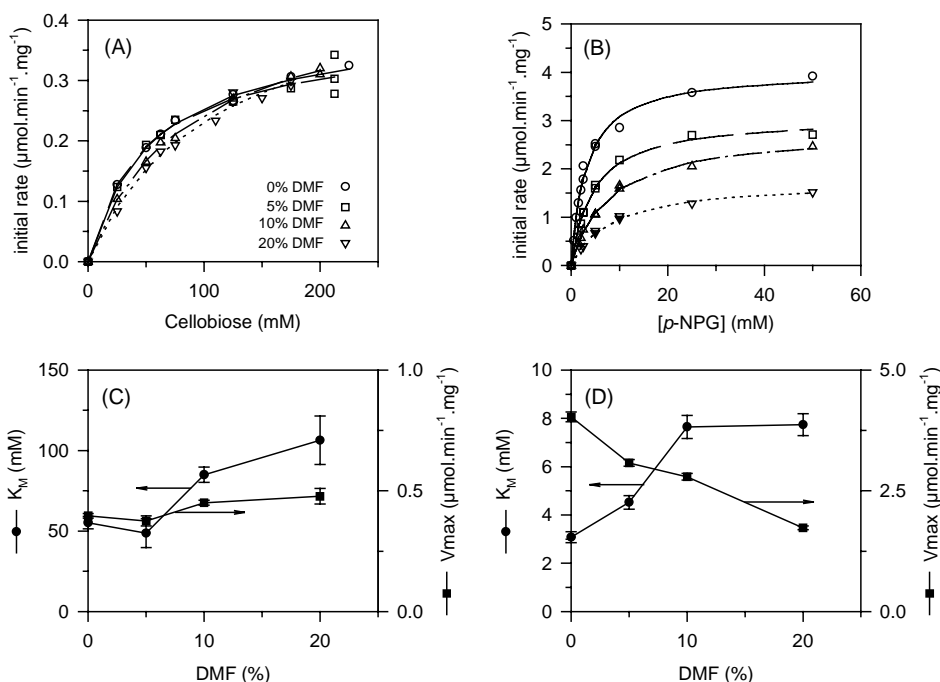 (A)
0.4
0.3
0.2
0.1
0.0
initial rate (μmol.min⁻¹.mg⁻¹)
0% DMF
5% DMF
10% DMF
20% DMF
0
100
200
Cellobiose (mM)
(B)
5
4
3
2
1
0
initial rate (μmol.min⁻¹.mg⁻¹)
0
20
40
60
[p-NPG] (mM)
(C)
150
100
50
0
K_M (mM)
1.0
0.5
0.0
Vmax (μmol.min⁻¹.mg⁻¹)
0
10
20
DMF (%)
(D)
10
8
6
4
2
0
K_M (mM)
5.0
2.5
0.0
Vmax (μmol.min⁻¹.mg⁻¹)
0
10
20
DMF (%)